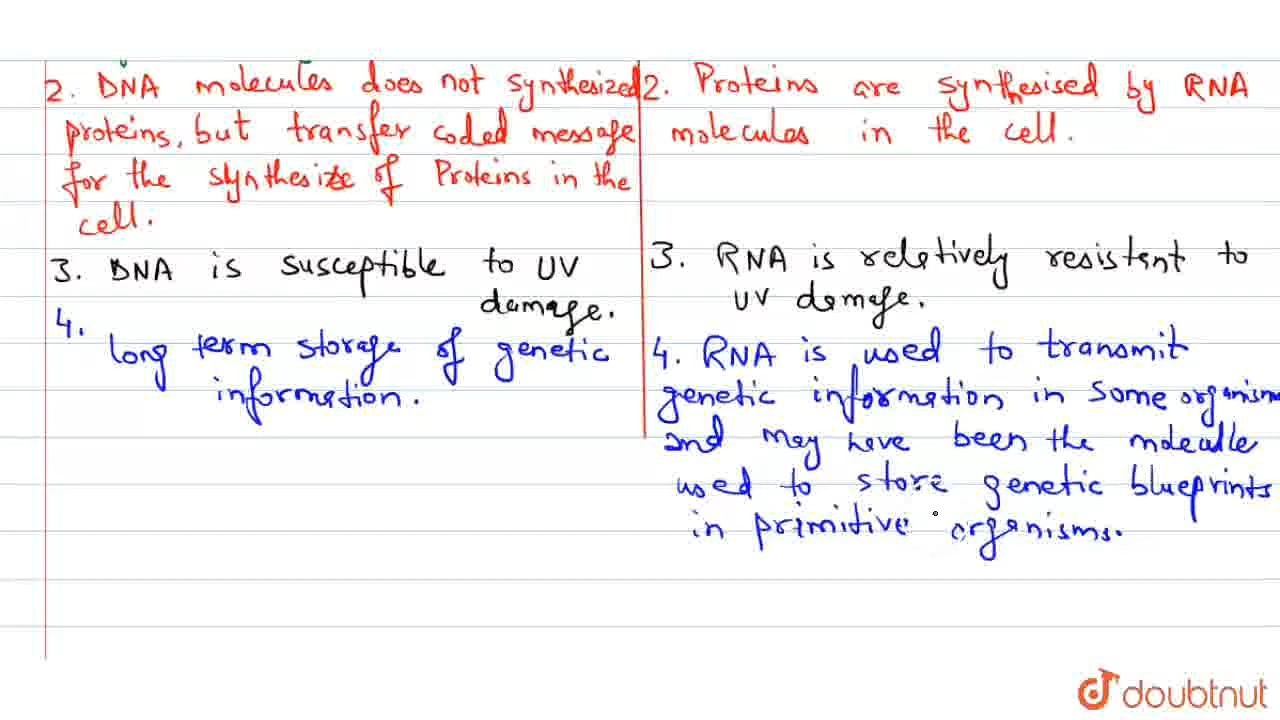 2. DNA molecules does not synthesized
proteins, but transfer coded message
for the synthesize of Proteins in the
cell.
3. DNA is susceptible to UV
damage.
4.
long term storage of genetic
information.
2. Proteins are synthesised by RNA
molecules in the cell.
3. RNA is reletively resistent to
UV damage.
4. RNA is used to transmit
genetic information in some organisms
and may have been the molecule
used to store genetic blueprints
in primitive organisms.
doubtnut